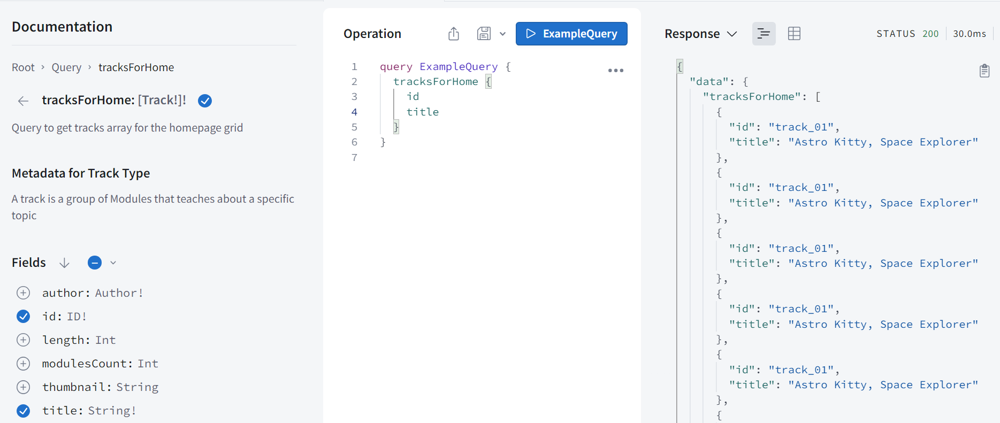 Documentation
Root › Query › tracksForHome
tracksForHome: [Track!]!
Query to get tracks array for the homepage grid
Metadata for Track Type
A track is a group of Modules that teaches about a specific
topic
Fields
author: Author!
id: ID!
length: Int
modulesCount: Int
thumbnail: String
title: String!
Operation
ExampleQuery
1 query ExampleQuery {
2 tracksForHome {
3 id
4 title
5 }
6 }
7
Response
STATUS 200
30.0ms
{
"data": {
"tracksForHome": [
{
"id": "track_01",
"title": "Astro Kitty, Space Explorer"
},
{
"id": "track_01",
"title": "Astro Kitty, Space Explorer"
},
{
"id": "track_01",
"title": "Astro Kitty, Space Explorer"
},
{
"id": "track_01",
"title": "Astro Kitty, Space Explorer"
},
{
"id": "track_01",
"title": "Astro Kitty, Space Explorer"
},
{